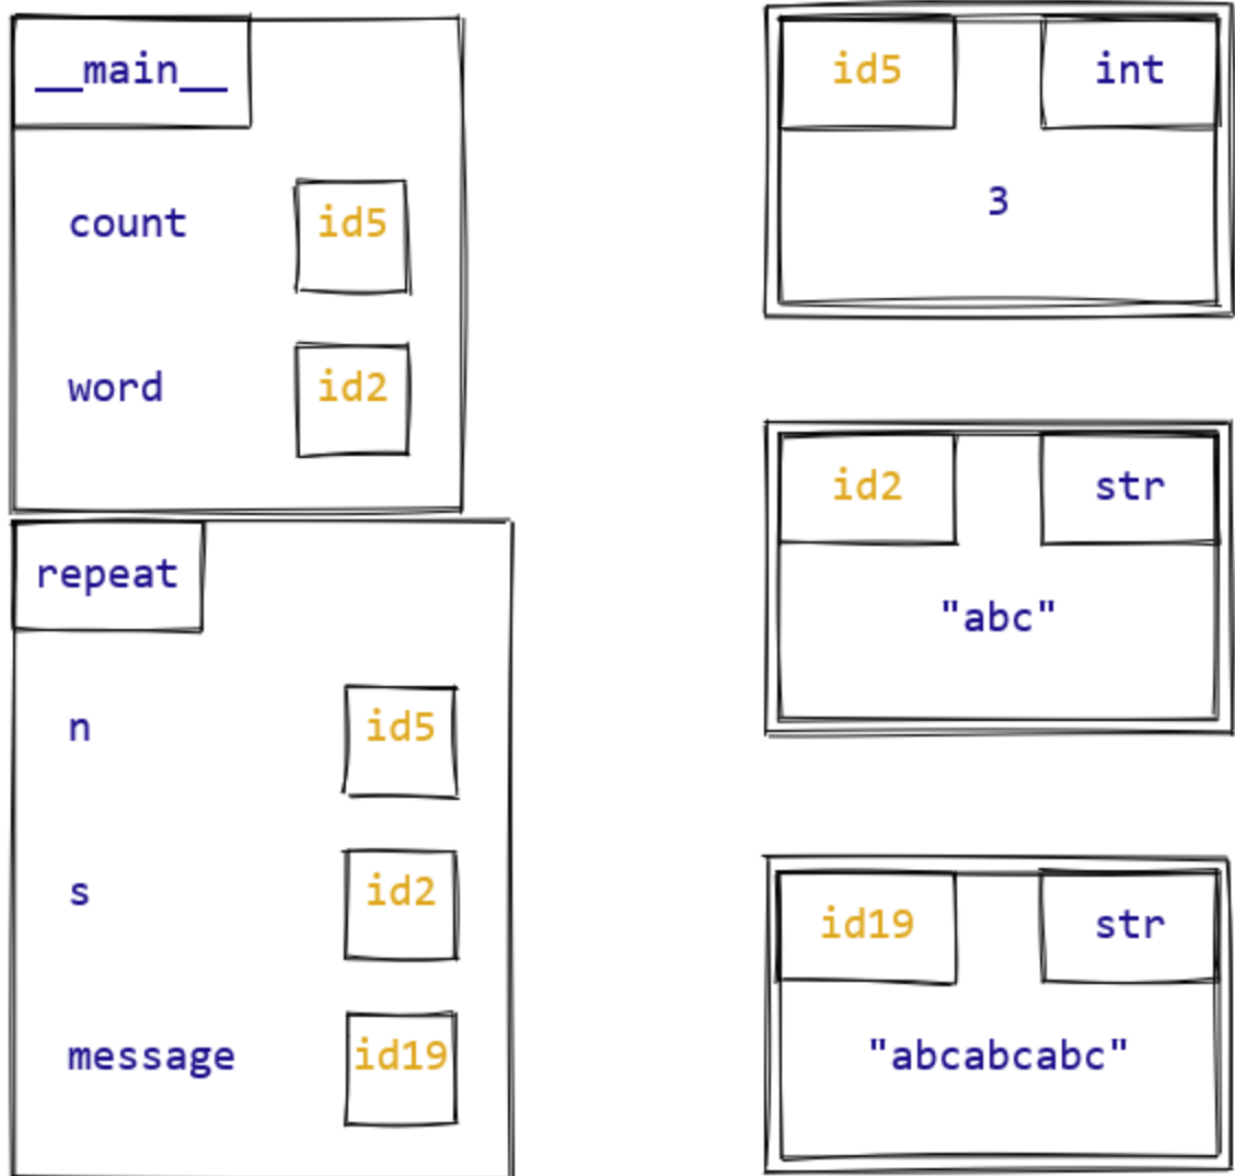 __main__
count id5
word id2
repeat
n id5
s id2
message id19
id5 int
3
id2 str
"abc"
id19 str
"abcabcabc"